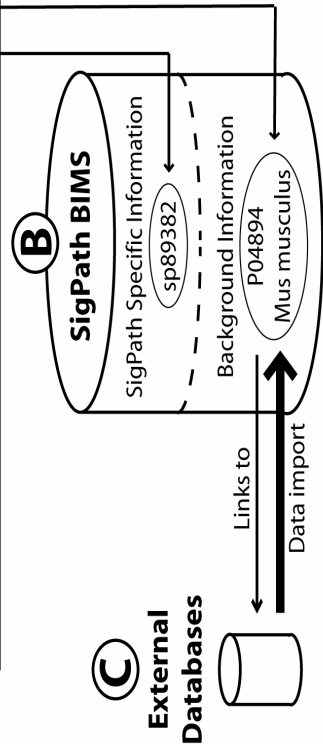 B
SigPath BIMS
SigPath Specific Information
sp89382
Background Information
P04894
Mus musculus
Links to
Data import
C
External
Databases